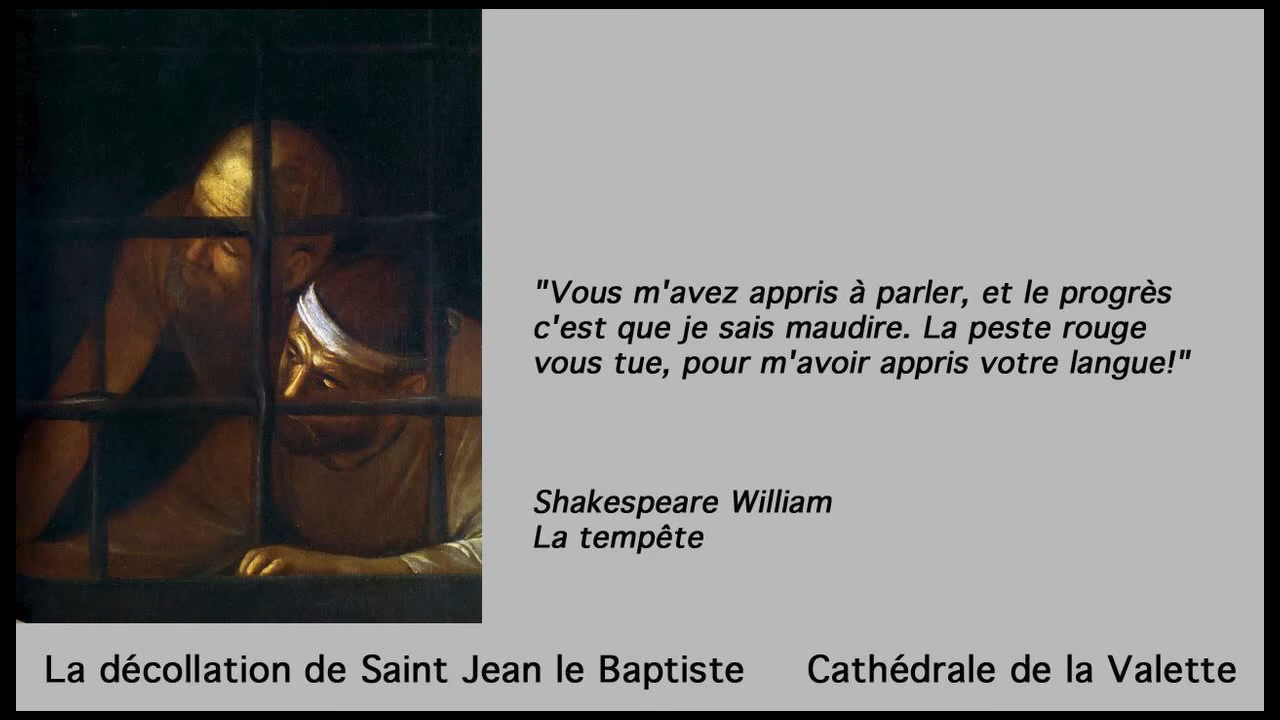 "Vous m'avez appris à parler, et le progrès
c'est que je sais maudire. La peste rouge
vous tue, pour m'avoir appris votre langue!"
Shakespeare William
La tempête
La décollation de Saint Jean le Baptiste Cathédrale de la Valette